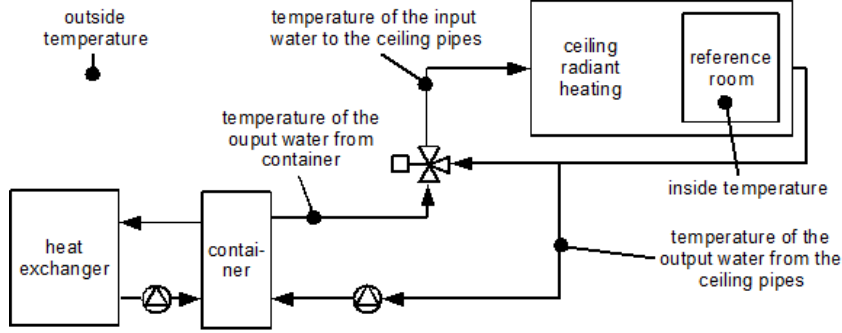 outside
temperature
temperature of the input
water to the ceiling pipes
ceiling
radiant
heating
reference
room
temperature of the
ouput water from
container
inside temperature
heat
exchanger
contai-
ner
temperature of the
output water from the
ceiling pipes